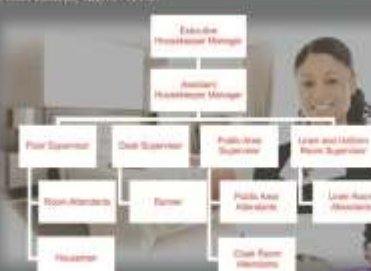 Executive
Housekeeper Manager
Assistant
Housekeeper Manager
Floor Supervisor
Desk Supervisor
Public Area
Supervisor
Linen and Uniform
Room Supervisor
Room Attendants
Runner
Public Area
Attendants
Linen Room
Attendants
Houseman
Cloak Room
Attendants